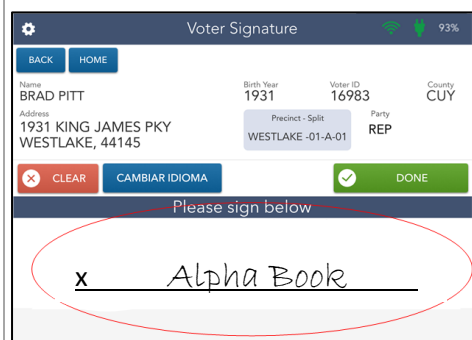 Voter Signature 93%
BACK HOME
Name Birth Year Voter ID County
BRAD PITT 1931 16983 CUY
Address Precinct - Split Party
1931 KING JAMES PKY WESTLAKE -01-A-01 REP
WESTLAKE, 44145
CLEAR CAMBIAR IDIOMA DONE
Please sign below
X Alpha Book